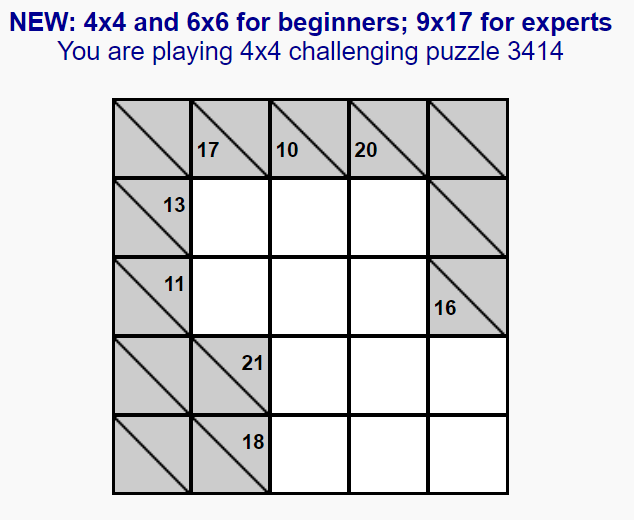 NEW: 4x4 and 6x6 for beginners; 9x17 for experts
You are playing 4x4 challenging puzzle 3414
17 10 20
13
11 16
21
18